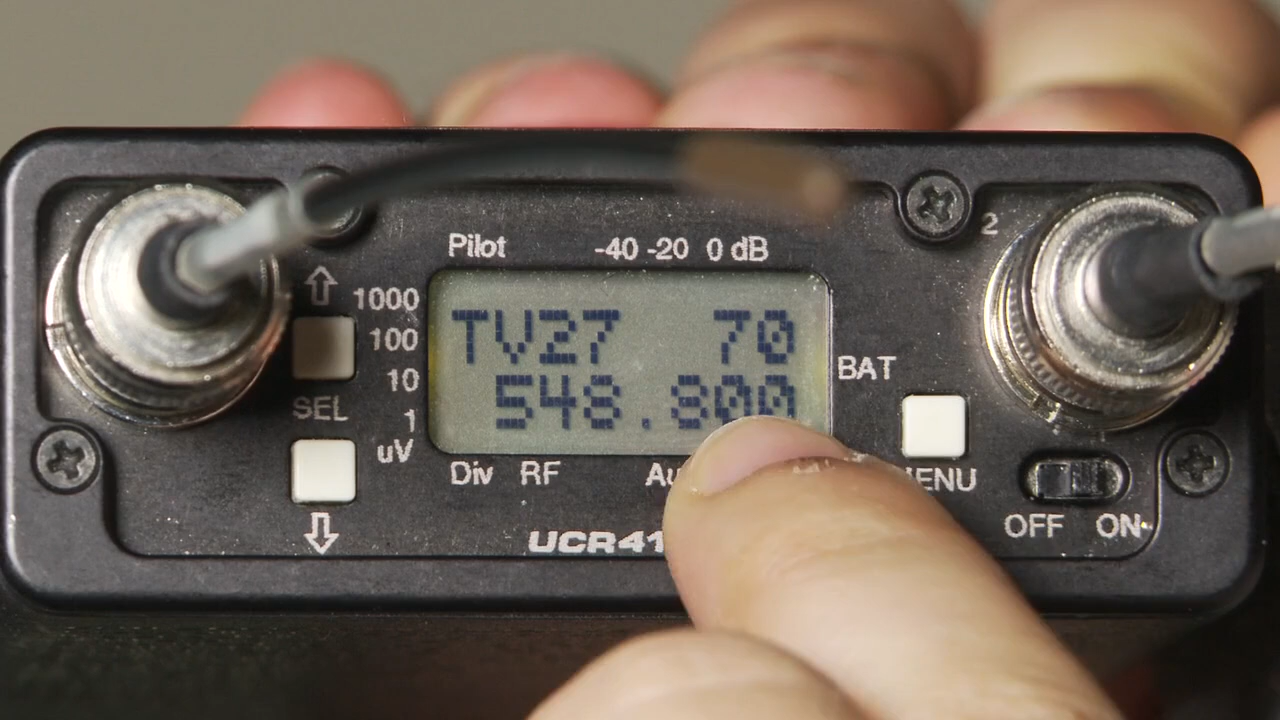 Pilot -40 -20 0 dB
2
1000
100
10
1
uV
SEL
TV27 70
548.800
BAT
Div RF
OFF ON